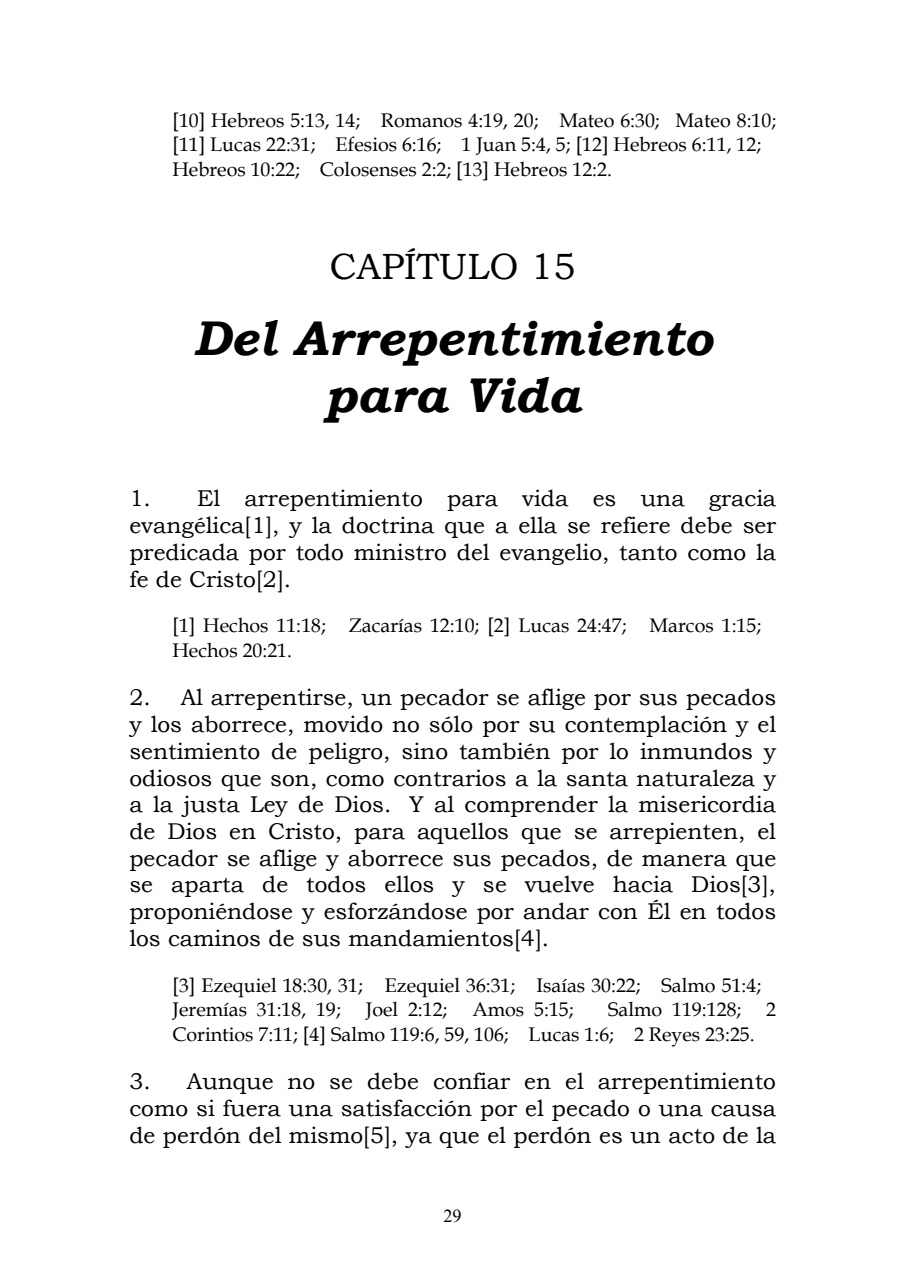 [10] Hebreos 5:13, 14; Romanos 4:19, 20; Mateo 6:30; Mateo 8:10;
[11] Lucas 22:31; Efesios 6:16; 1 Juan 5:4, 5; [12] Hebreos 6:11, 12;
Hebreos 10:22; Colosenses 2:2; [13] Hebreos 12:2.
CAPÍTULO 15
Del Arrepentimiento
para Vida
1. El arrepentimiento para vida es una gracia
evangélica[1], y la doctrina que a ella se refiere debe ser
predicada por todo ministro del evangelio, tanto como la
fe de Cristo[2].
[1] Hechos 11:18; Zacarías 12:10; [2] Lucas 24:47; Marcos 1:15;
Hechos 20:21.
2. Al arrepentirse, un pecador se aflige por sus pecados
y los aborrece, movido no sólo por su contemplación y el
sentimiento de peligro, sino también por lo inmundos y
odiosos que son, como contrarios a la santa naturaleza y
a la justa Ley de Dios. Y al comprender la misericordia
de Dios en Cristo, para aquellos que se arrepienten, el
pecador se aflige y aborrece sus pecados, de manera que
se aparta de todos ellos y se vuelve hacia Dios[3],
proponiéndose y esforzándose por andar con Él en todos
los caminos de sus mandamientos[4].
[3] Ezequiel 18:30, 31; Ezequiel 36:31; Isaías 30:22; Salmo 51:4;
Jeremías 31:18, 19; Joel 2:12; Amos 5:15; Salmo 119:128; 2
Corintios 7:11; [4] Salmo 119:6, 59, 106; Lucas 1:6; 2 Reyes 23:25.
3. Aunque no se debe confiar en el arrepentimiento
como si fuera una satisfacción por el pecado o una causa
de perdón del mismo[5], ya que el perdón es un acto de la
29